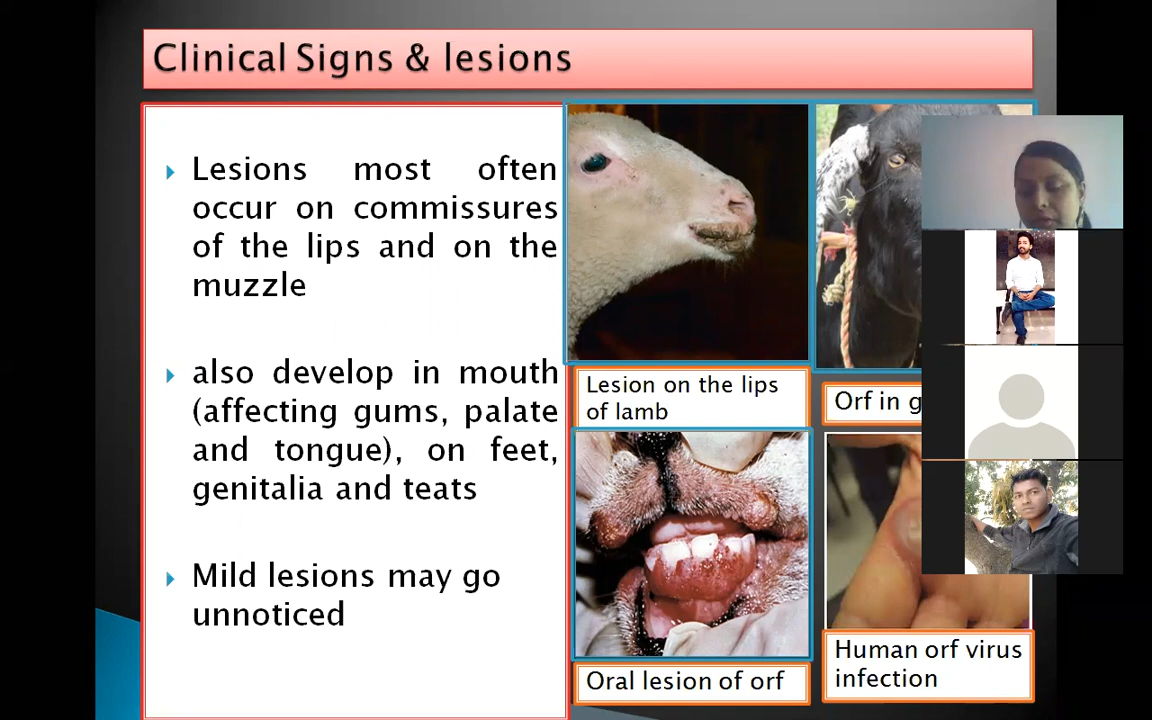 Clinical Signs & lesions
Lesions most often
occur on commissures
of the lips and on the
muzzle
also develop in mouth
(affecting gums, palate
and tongue), on feet,
genitalia and teats
Mild lesions may go
unnoticed
Lesion on the lips
of lamb
Orf in g
Oral lesion of orf
Human orf virus
infection